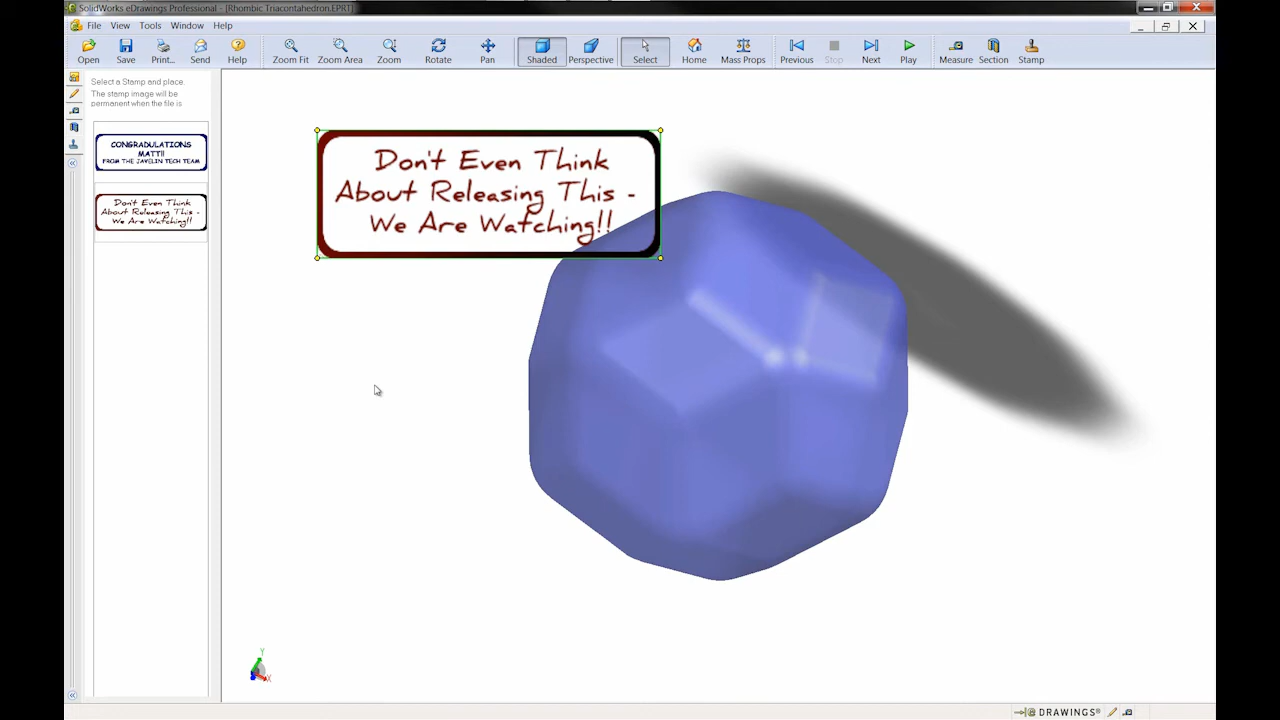 SolidWorks eDrawings Professional - [Rhombic Triacontahedron.EPRT]
File View Tools Window Help
Open Save Print... Send Help Zoom Fit Zoom Area Zoom Rotate Pan Shaded Perspective Select Home Mass Props Previous Stop Next Play Measure Section Stamp
Select a Stamp and place.
The stamp image will be
permanent when the file is
CONGRADULATIONS
MATT!!
FROM THE JAVELIN TECH TEAM
Don't Even Think
About Releasing This -
We Are Watching!!
Don't Even Think
About Releasing This -
We Are Watching!!
Y
X
DRAWINGS®